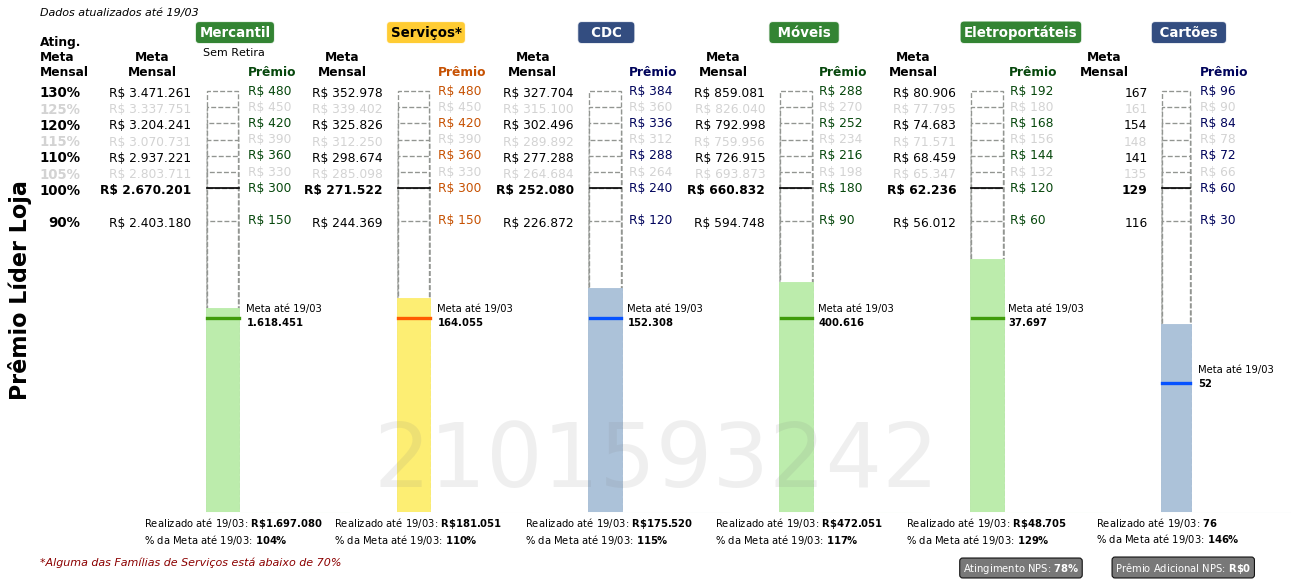 Dados atualizados até 19/03
Mercantil Serviços* CDC Móveis Eletroportáteis Cartões
Sem Retira
Ating. Meta Mensal
Meta Mensal Prêmio Meta Mensal Prêmio Meta Mensal Prêmio Meta Mensal Prêmio Meta Mensal Prêmio Meta Mensal Prêmio
130% R$ 3.471.261 R$ 480 R$ 352.978 R$ 480 R$ 327.704 R$ 384 R$ 859.081 R$ 288 R$ 80.906 R$ 192 167 R$ 96
125% R$ 3.337.751 R$ 450 R$ 339.402 R$ 450 R$ 315.100 R$ 360 R$ 826.040 R$ 270 R$ 77.795 R$ 180 161 R$ 90
120% R$ 3.204.241 R$ 420 R$ 325.826 R$ 420 R$ 302.496 R$ 336 R$ 792.998 R$ 252 R$ 74.683 R$ 168 154 R$ 84
115% R$ 3.070.731 R$ 390 R$ 312.250 R$ 390 R$ 289.892 R$ 312 R$ 759.956 R$ 234 R$ 71.571 R$ 156 148 R$ 78
110% R$ 2.937.221 R$ 360 R$ 298.674 R$ 360 R$ 277.288 R$ 288 R$ 726.915 R$ 216 R$ 68.459 R$ 144 141 R$ 72
105% R$ 2.803.711 R$ 330 R$ 285.098 R$ 330 R$ 264.684 R$ 264 R$ 693.873 R$ 198 R$ 65.347 R$ 132 135 R$ 66
100% R$ 2.670.201 R$ 300 R$ 271.522 R$ 300 R$ 252.080 R$ 240 R$ 660.832 R$ 180 R$ 62.236 R$ 120 129 R$ 60
90% R$ 2.403.180 R$ 150 R$ 244.369 R$ 150 R$ 226.872 R$ 120 R$ 594.748 R$ 90 R$ 56.012 R$ 60 116 R$ 30
Prêmio Líder Loja
Meta até 19/03 Meta até 19/03 Meta até 19/03 Meta até 19/03 Meta até 19/03
1.618.451 164.055 152.308 400.616 37.697
Meta até 19/03
52
2101593242
Realizado até 19/03: R$1.697.080 Realizado até 19/03: R$181.051 Realizado até 19/03: R$175.520 Realizado até 19/03: R$472.051 Realizado até 19/03: R$48.705 Realizado até 19/03: 76
% da Meta até 19/03: 104% % da Meta até 19/03: 110% % da Meta até 19/03: 115% % da Meta até 19/03: 117% % da Meta até 19/03: 129% % da Meta até 19/03: 146%
*Alguma das Famílias de Serviços está abaixo de 70%
Atingimento NPS: 78% Prêmio Adicional NPS: R$0